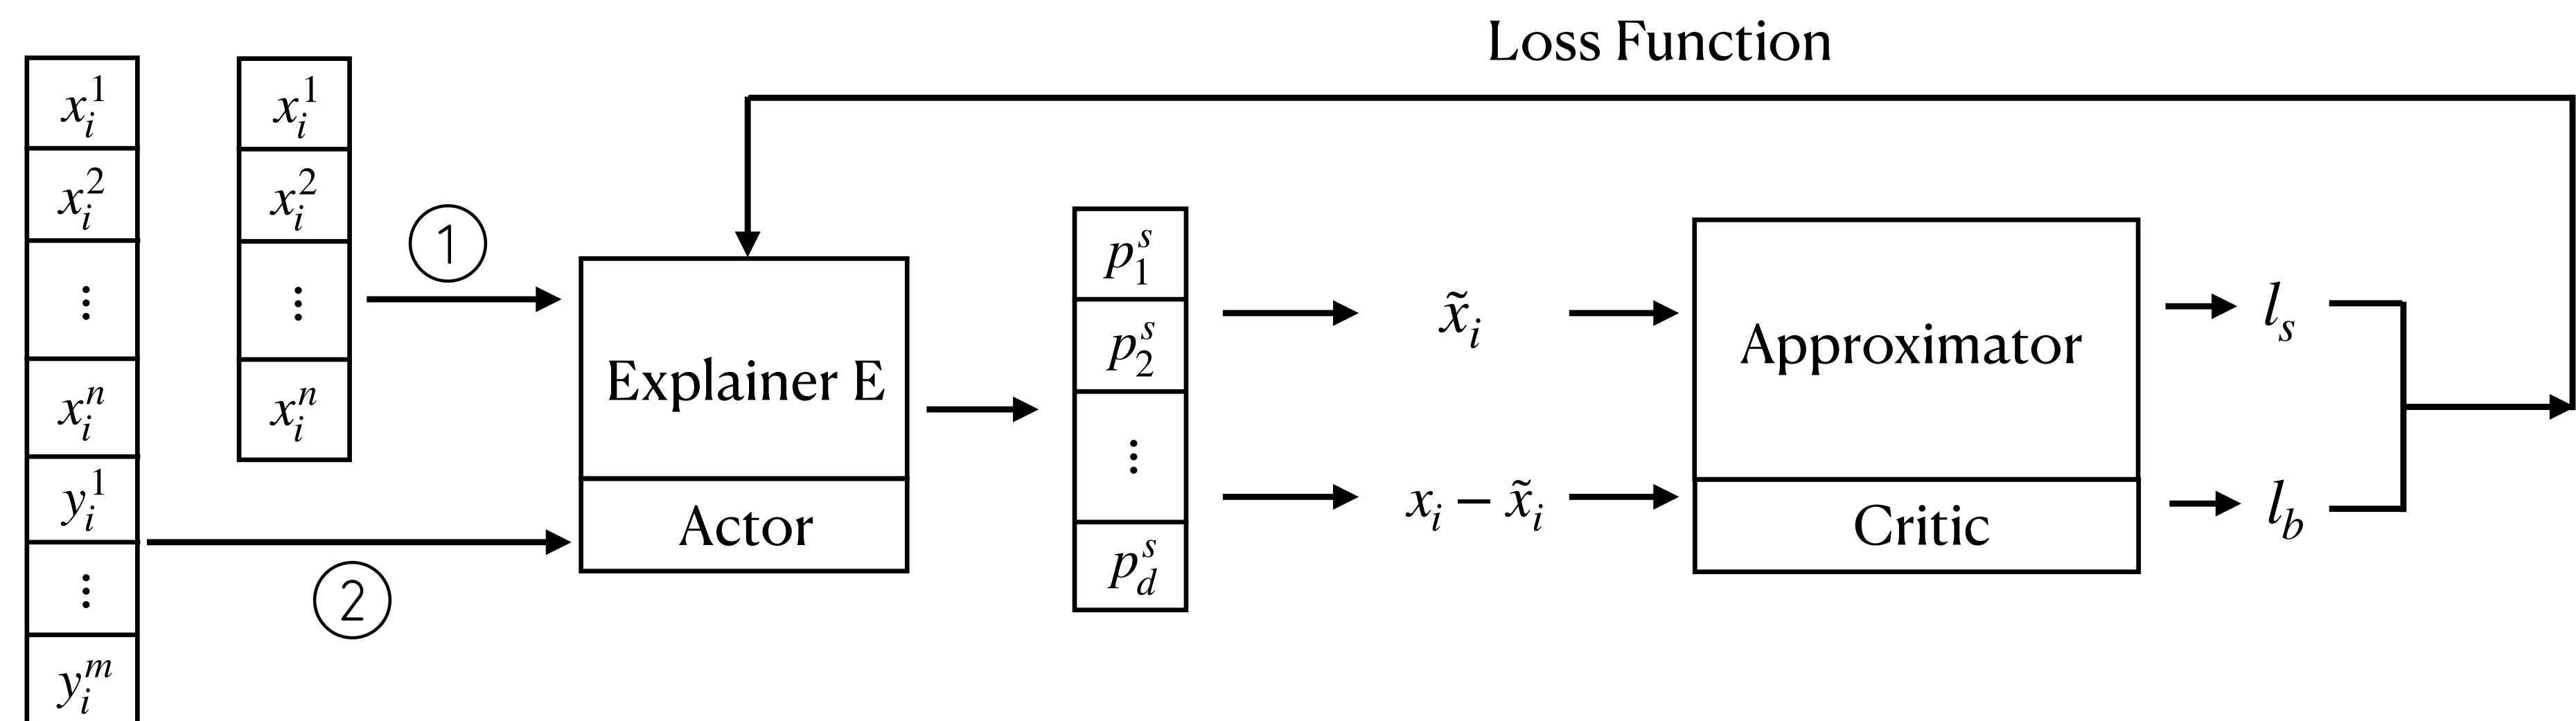 Loss Function
x_i^1
x_i^2
⋮
x_i^n
y_i^1
⋮
y_i^m
x_i^1
x_i^2
⋮
x_i^n
①
②
Explainer E
Actor
p_1^s
p_2^s
⋮
p_d^s
x̃_i
x_i − x̃_i
Approximator
Critic
l_s
l_b